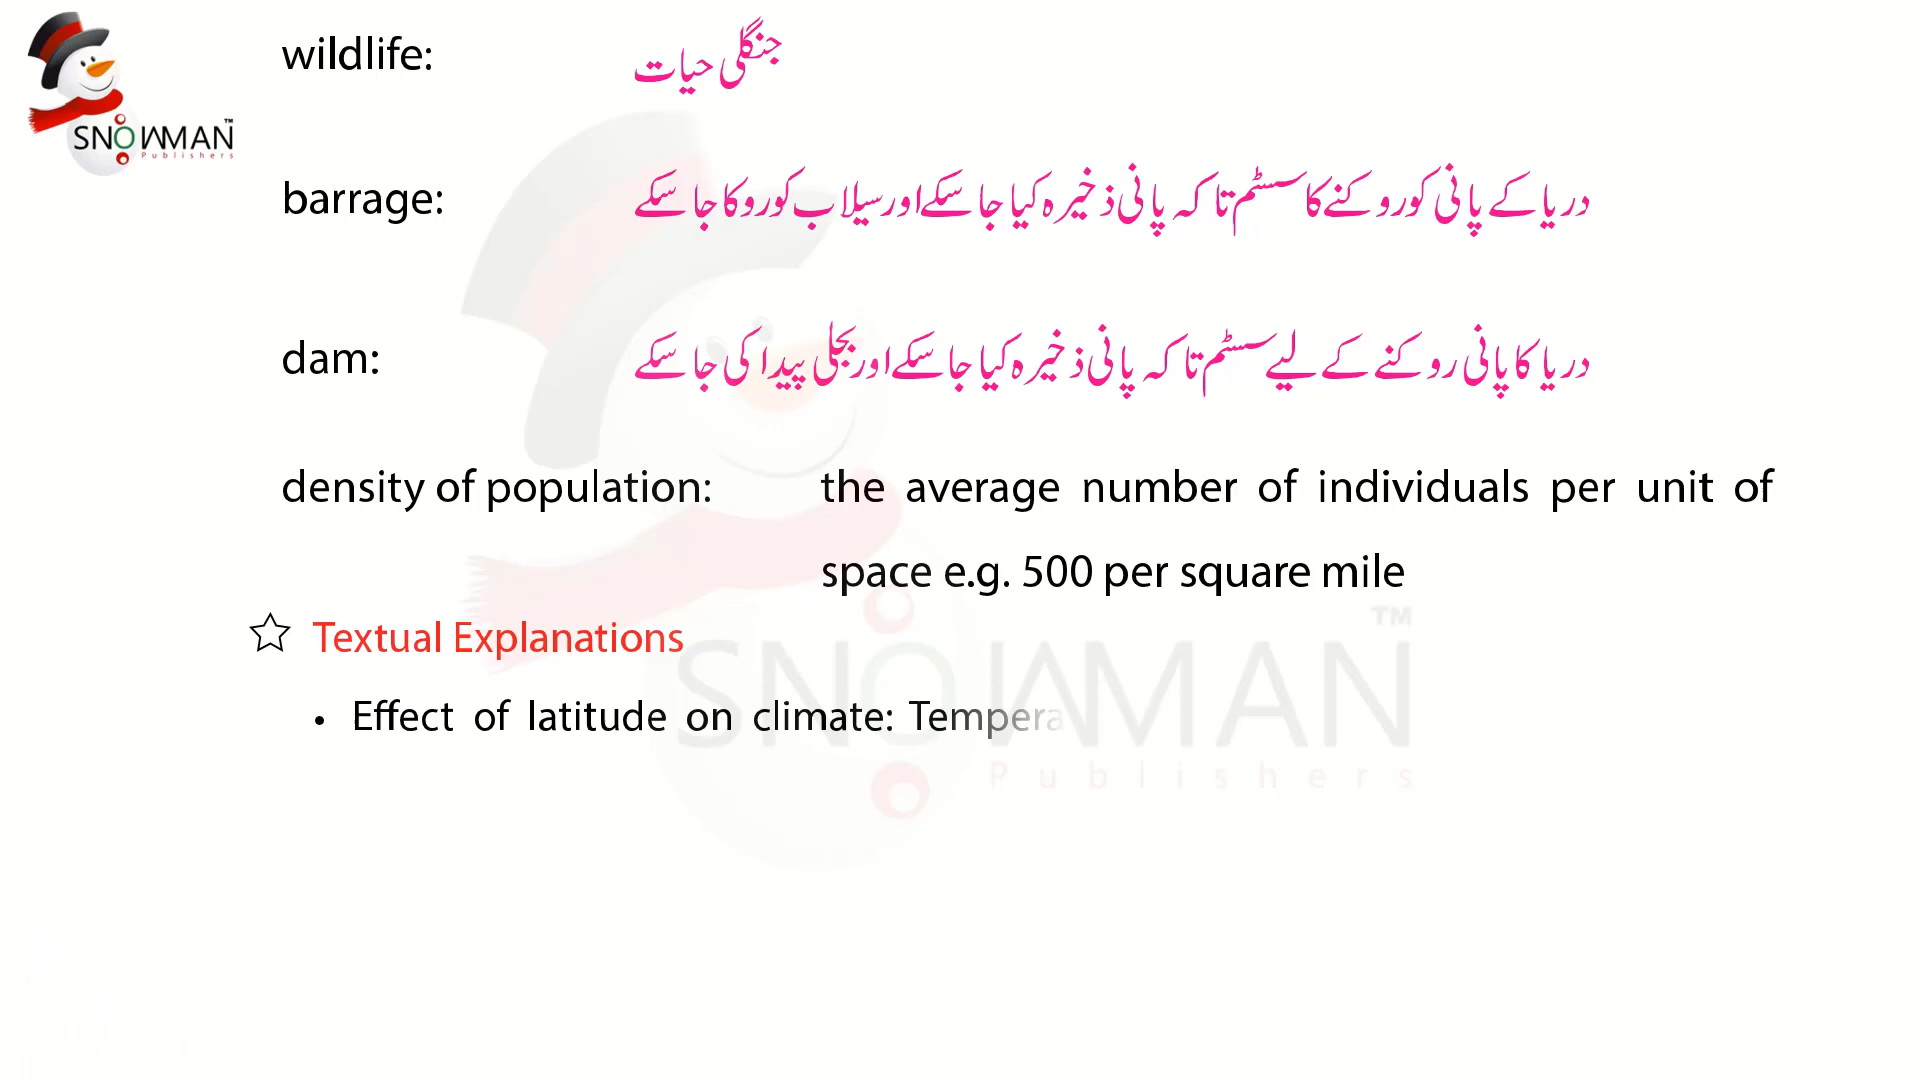 SNOWMAN™
Publishers
wildlife: جنگلی حیات
barrage: دریا کے پانی کو روکنے کا سسٹم تا کہ پانی ذخیرہ کیا جا سکے اور سیلاب کو روکا جا سکے
dam: دریا کا پانی روکنے کے لیے سسٹم تا کہ پانی ذخیرہ کیا جا سکے اور بجلی پیدا کی جا سکے
density of population: the average number of individuals per unit of
space e.g. 500 per square mile
☆ Textual Explanations
• Effect of latitude on climate: Tempera
SNOWMAN™
Publishers